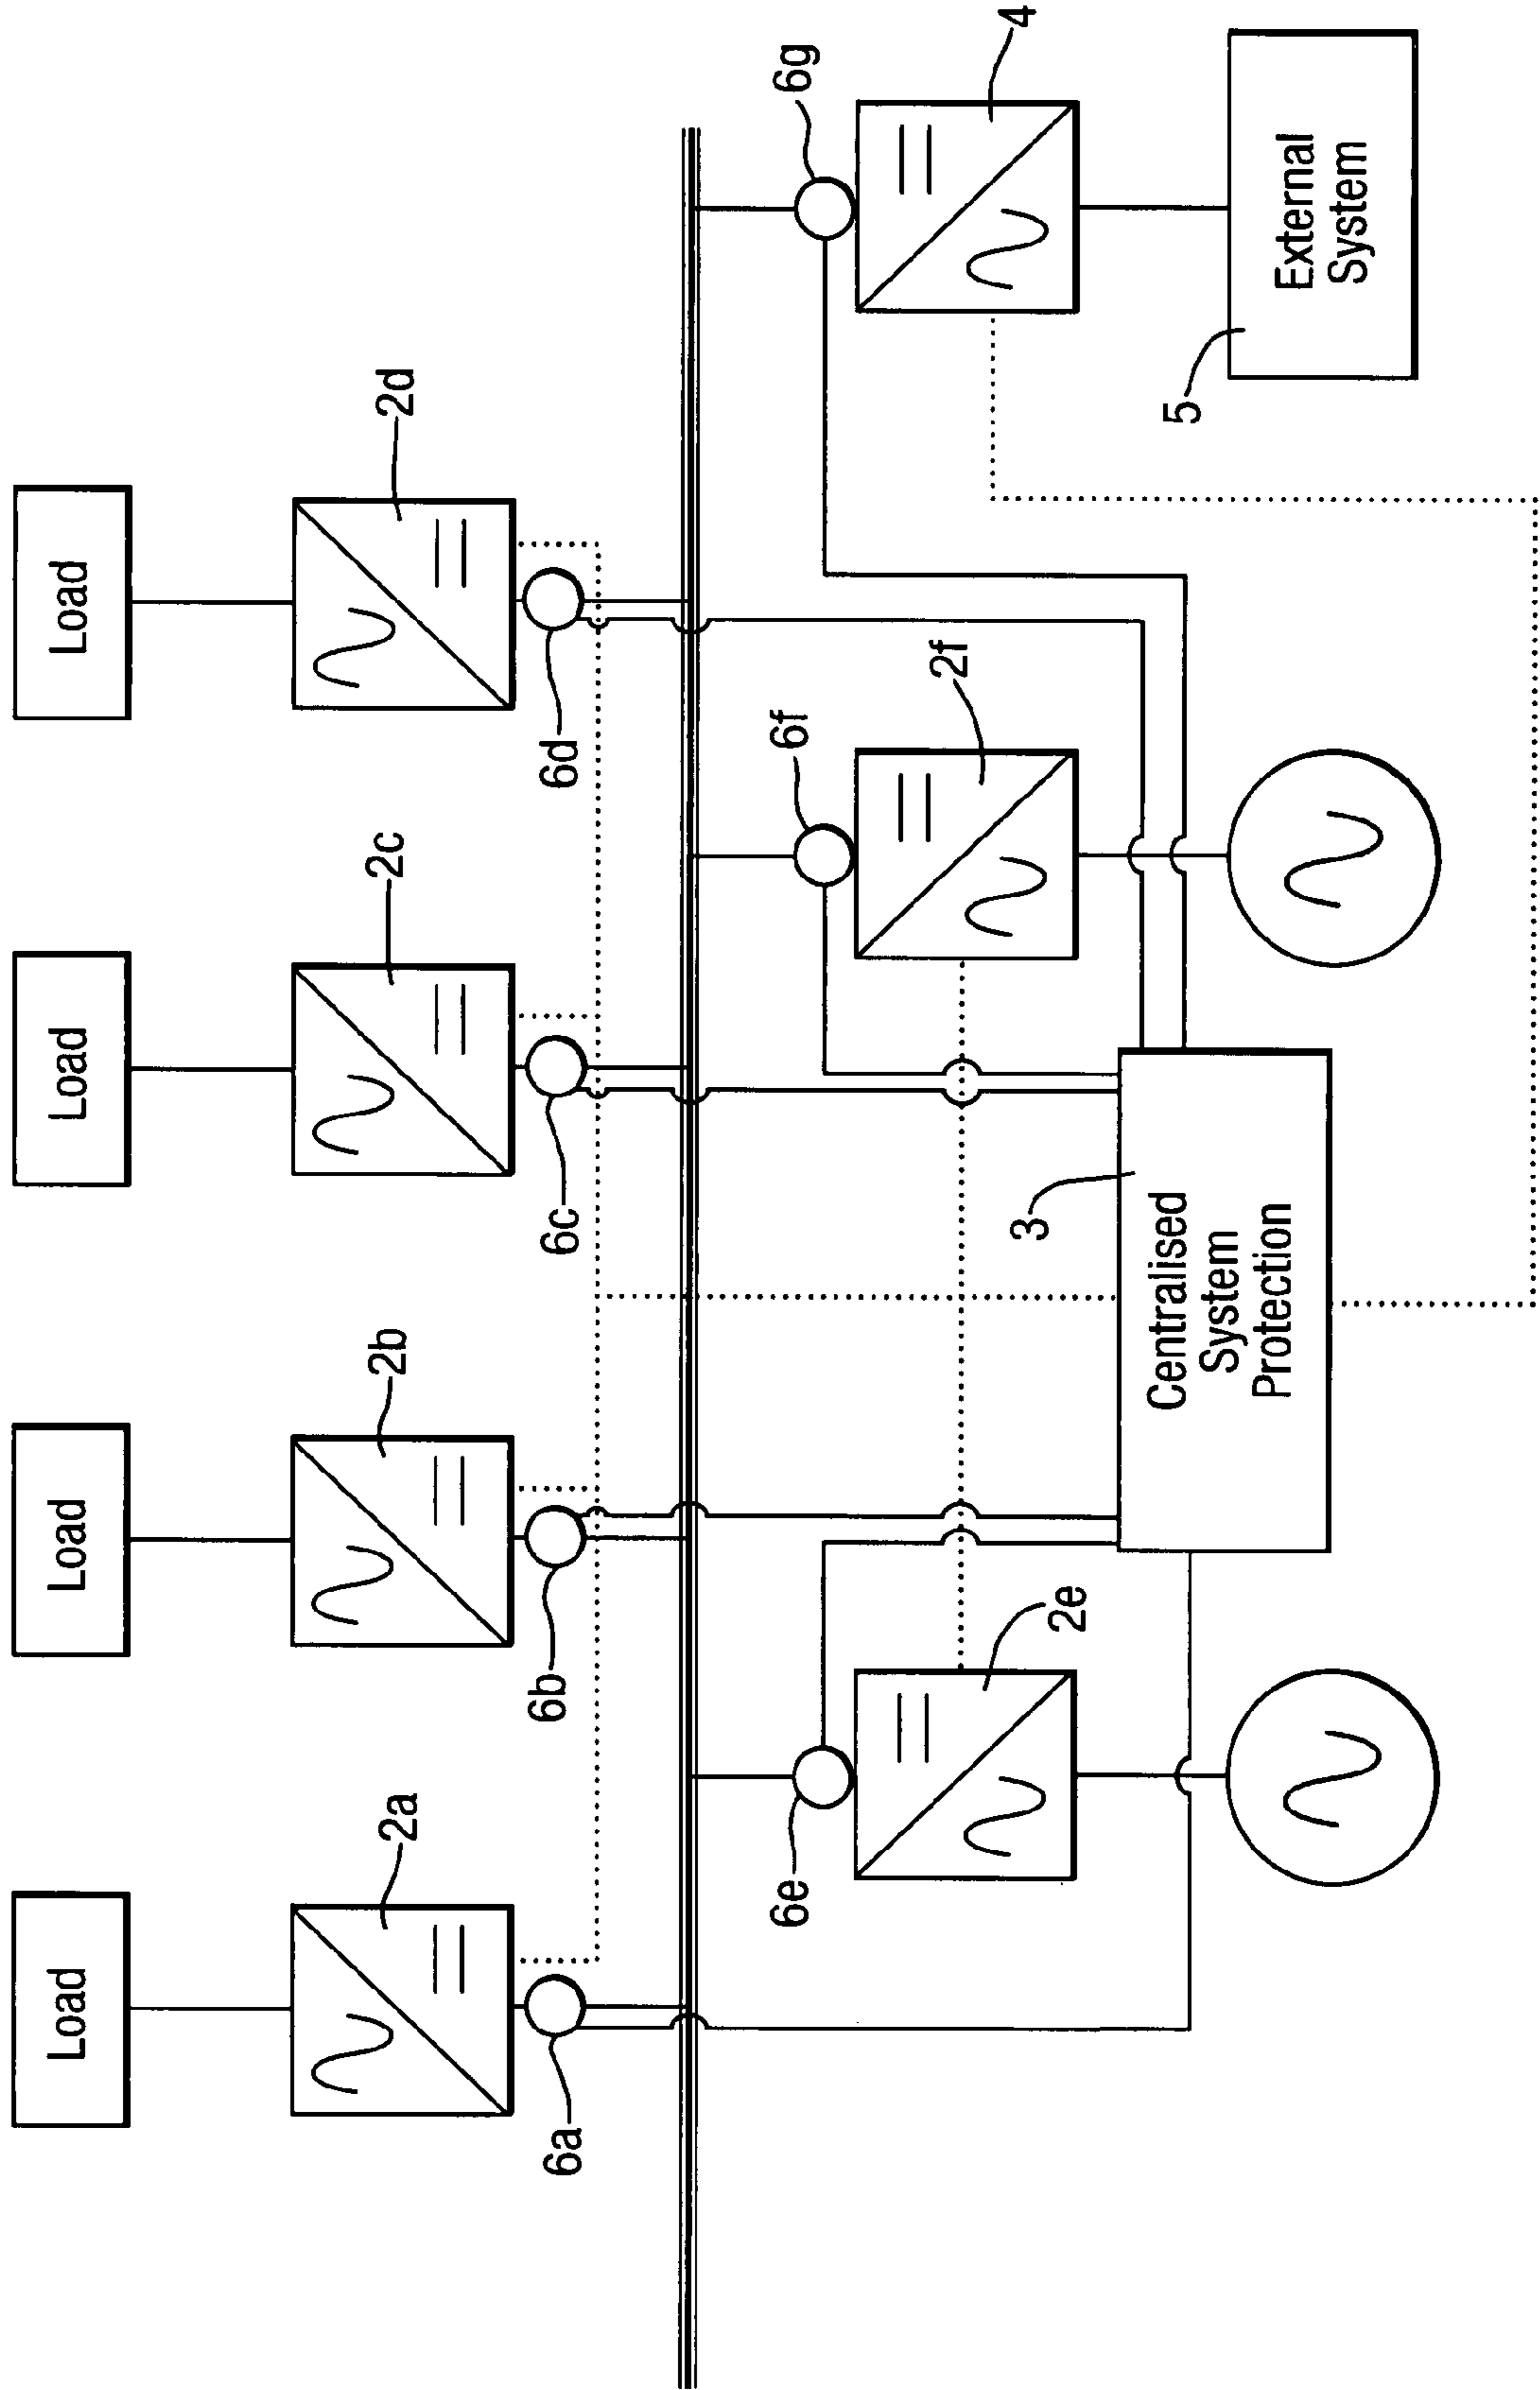 Load
Load
Load
Load
2a
2b
2c
2d
6a
6b
6c
6d
6e
6f
6g
2e
2f
4
3
Centralised
System
Protection
5
External
System